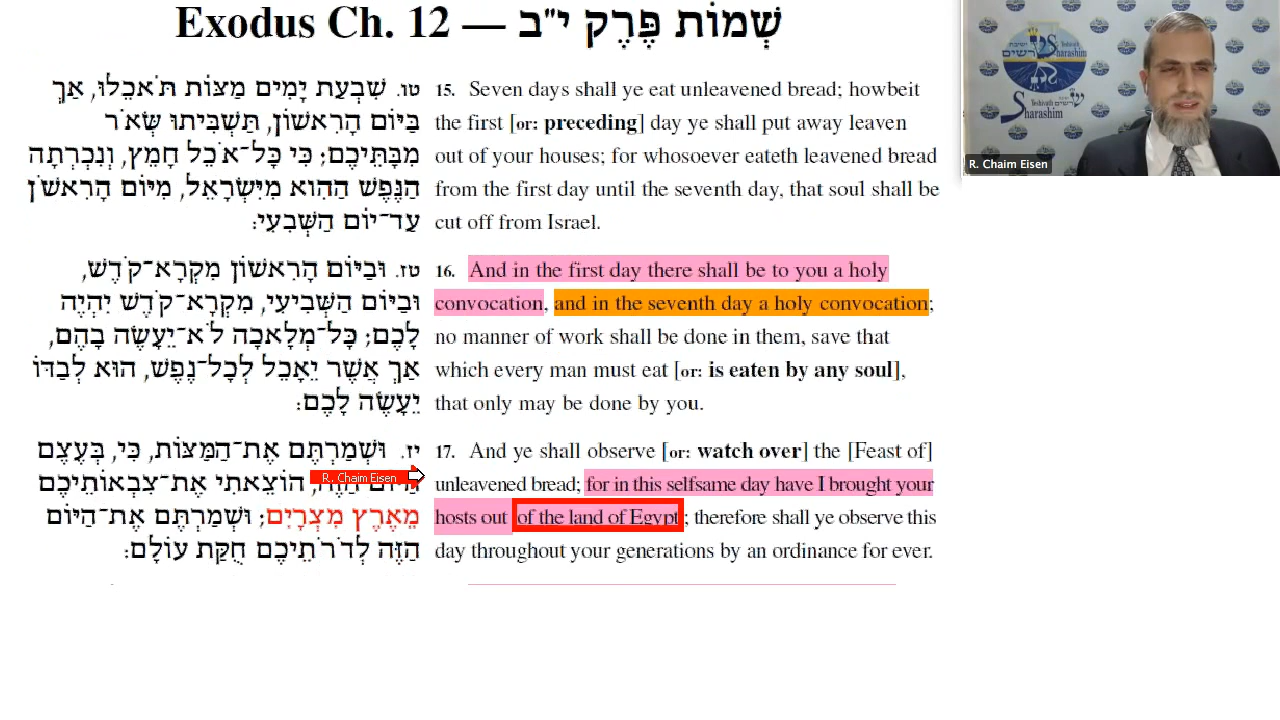 Exodus Ch. 12 — שְׁמוֹת פֶּרֶק י"ב
טו. שִׁבְעַת יָמִים מַצּוֹת תֹּאכֵלוּ, אַךְ
בַּיּוֹם הָרִאשׁוֹן, תַּשְׁבִּיתוּ שְּׂאֹר
מִבָּתֵּיכֶם; כִּי כָּל־אֹכֵל חָמֵץ, וְנִכְרְתָה
הַנֶּפֶשׁ הַהִוא מִיִּשְׂרָאֵל, מִיּוֹם הָרִאשֹׁן
עַד־יוֹם הַשְּׁבִעִי:
15. Seven days shall ye eat unleavened bread; howbeit
the first [or: preceding] day ye shall put away leaven
out of your houses; for whosoever eateth leavened bread
from the first day until the seventh day, that soul shall be
cut off from Israel.
טז. וּבַיּוֹם הָרִאשׁוֹן מִקְרָא־קֹדֶשׁ,
וּבַיּוֹם הַשְּׁבִיעִי, מִקְרָא־קֹדֶשׁ יִהְיֶה
לָכֶם; כָּל־מְלָאכָה לֹא־יֵעָשֶׂה בָהֶם,
אַךְ אֲשֶׁר יֵאָכֵל לְכָל־נֶפֶשׁ, הוּא לְבַדּוֹ
יֵעָשֶׂה לָכֶם:
16. And in the first day there shall be to you a holy
convocation, and in the seventh day a holy convocation;
no manner of work shall be done in them, save that
which every man must eat [or: is eaten by any soul],
that only may be done by you.
יז. וּשְׁמַרְתֶּם אֶת־הַמַּצּוֹת, כִּי, בְּעֶצֶם
הוֹצֵאתִי אֶת־צִבְאוֹתֵיכֶם
מֵאֶרֶץ מִצְרָיִם; וּשְׁמַרְתֶּם אֶת־הַיּוֹם
הַזֶּה לְדֹרֹתֵיכֶם חֻקַּת עוֹלָם:
R. Chaim Eisen
17. And ye shall observe [or: watch over] the [Feast of]
unleavened bread; for in this selfsame day have I brought your
hosts out of the land of Egypt; therefore shall ye observe this
day throughout your generations by an ordinance for ever.
Yeshivath
Sharashim
שרשים
Yeshivath
Sharashim
R. Chaim Eisen